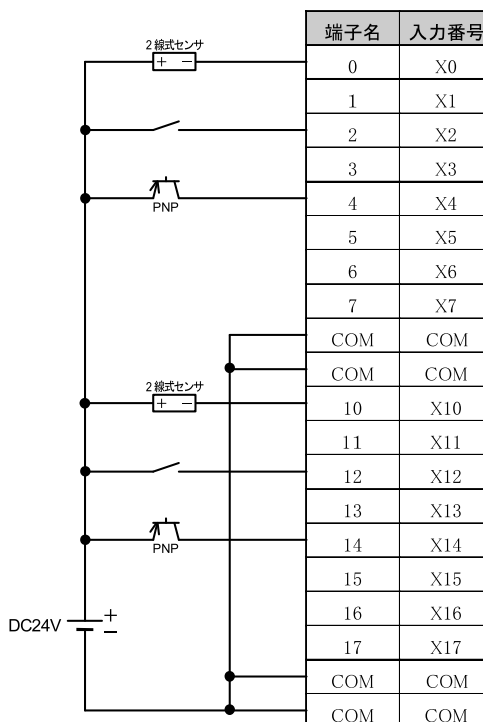 端子名 入力番号
2線式センサ
+ −
0 X0
1 X1
2 X2
3 X3
PNP
4 X4
5 X5
6 X6
7 X7
COM COM
COM COM
2線式センサ
+ −
10 X10
11 X11
12 X12
13 X13
PNP
14 X14
15 X15
DC24V + −
16 X16
17 X17
COM COM
COM COM